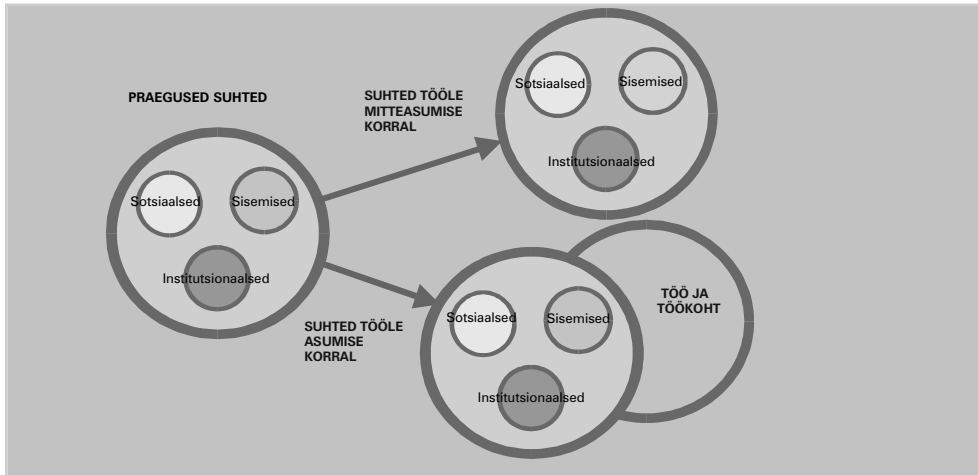 PRAEGUSED SUHTED
Sotsiaalsed
Sisemised
Institutsionaalsed
SUHTED TÖÖLE
MITTEASUMISE
KORRAL
Sotsiaalsed
Sisemised
Institutsionaalsed
SUHTED TÖÖLE
ASUMISE
KORRAL
Sotsiaalsed
Sisemised
Institutsionaalsed
TÖÖ JA
TÖÖKOHT